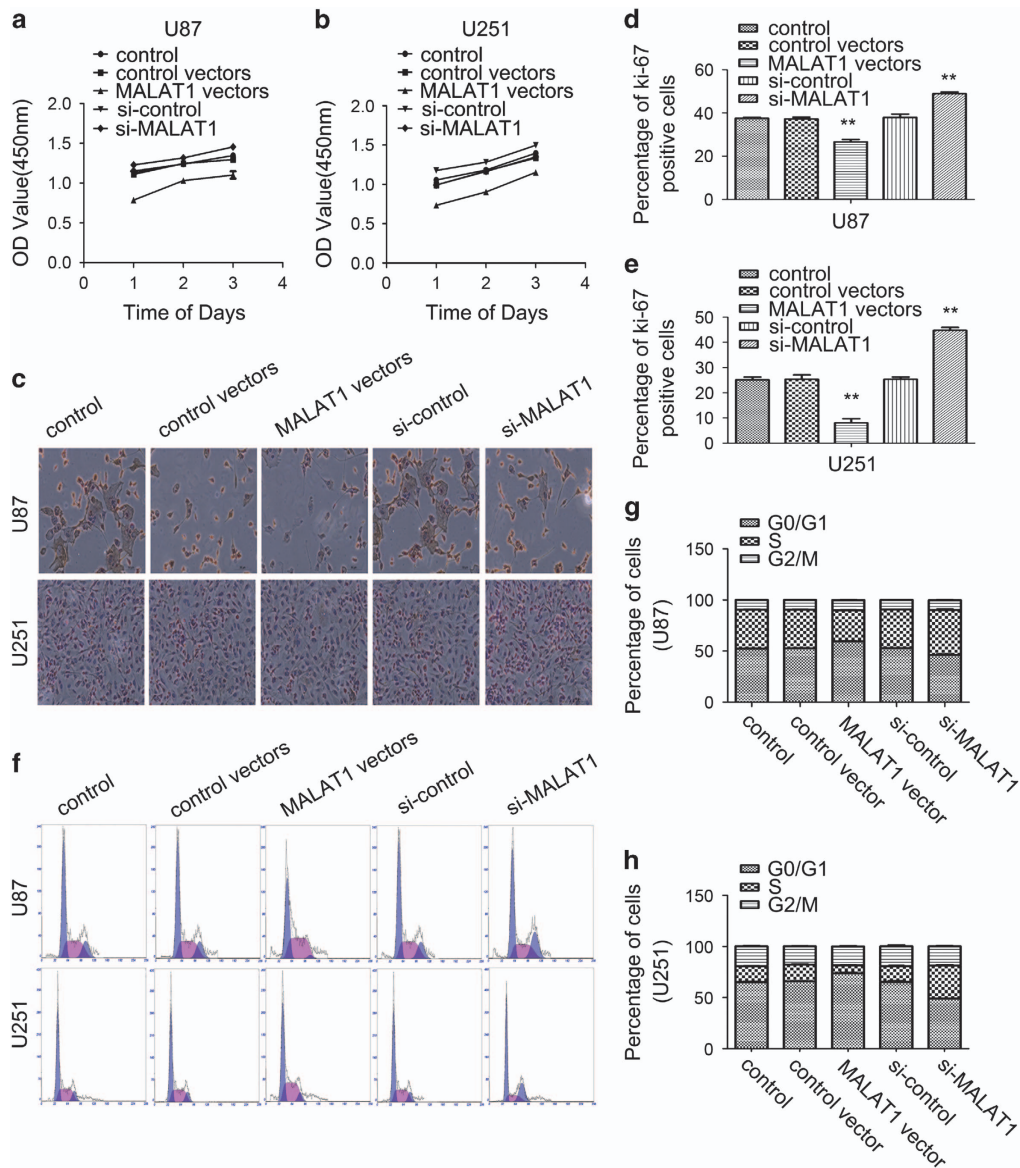 a
U87
control
control vectors
MALAT1 vectors
si-control
si-MALAT1
OD Value(450nm)
2.0
1.5
1.0
0.5
0.0
0 1 2 3 4
Time of Days
b
U251
control
control vectors
MALAT1 vectors
si-control
si-MALAT1
OD Value(450nm)
2.0
1.5
1.0
0.5
0.0
0 1 2 3 4
Time of Days
c
control
control vectors
MALAT1 vectors
si-control
si-MALAT1
U87
U251
d
control
control vectors
MALAT1 vectors
si-control
si-MALAT1
Percentage of ki-67
positive cells
60
40
20
0
**
**
U87
e
control
control vectors
MALAT1 vectors
si-control
si-MALAT1
Percentage of ki-67
positive cells
50
40
30
20
10
0
**
**
U251
f
control
control vectors
MALAT1 vectors
si-control
si-MALAT1
U87
U251
g
G0/G1
S
G2/M
Percentage of cells
(U87)
150
100
50
0
control
control vector
MALAT1 vector
si-control
si-MALAT1
h
G0/G1
S
G2/M
Percentage of cells
(U251)
150
100
50
0
control
control vector
MALAT1 vector
si-control
si-MALAT1